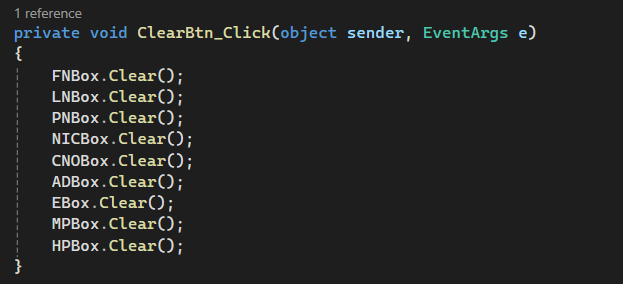 1 reference
private void ClearBtn_Click(object sender, EventArgs e)
{
FNBox.Clear();
LNBox.Clear();
PNBox.Clear();
NICBox.Clear();
CNOBox.Clear();
ADBox.Clear();
EBox.Clear();
MPBox.Clear();
HPBox.Clear();
}